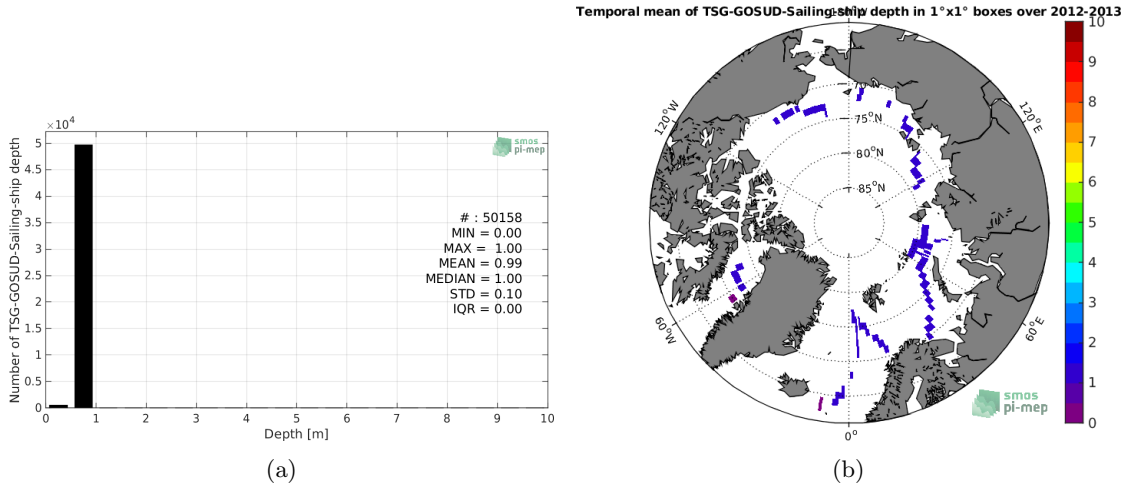 Temporal mean of TSG-GOSUD-Sailing-ship depth in 1°x1° boxes over 2012-2013
×10⁴
5
4.5
4
3.5
3
2.5
2
1.5
1
0.5
0
Number of TSG-GOSUD-Sailing-ship depth
0 1 2 3 4 5 6 7 8 9 10
Depth [m]
smos
pi-mep
# : 50158
MIN = 0.00
MAX = 1.00
MEAN = 0.99
MEDIAN = 1.00
STD = 0.10
IQR = 0.00
(a)
120°W
120°E
70°N
75°N
80°N
85°N
60°W
60°E
0°
smos
pi-mep
10
9
8
7
6
5
4
3
2
1
0
(b)